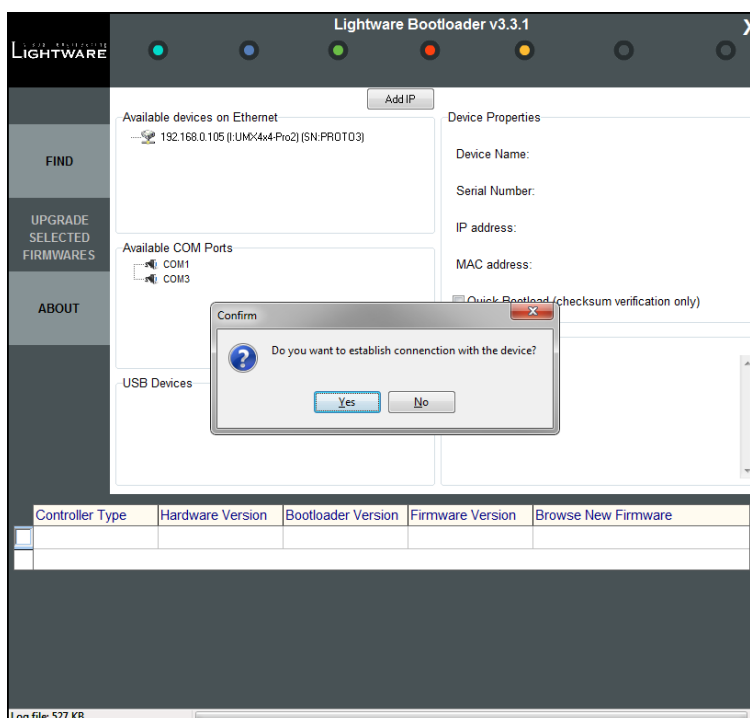 Lightware Bootloader v3.3.1
X
LIGHTWARE
Add IP
Available devices on Ethernet
192.168.0.105 (I:UMX4x4-Pro2) (SN:PROTO3)
Device Properties
Device Name:
Serial Number:
IP address:
MAC address:
Quick Bootload (checksum verification only)
FIND
UPGRADE
SELECTED
FIRMWARES
ABOUT
Available COM Ports
COM1
COM3
Confirm
Do you want to establish connenction with the device?
Yes
No
USB Devices
Controller Type
Hardware Version
Bootloader Version
Firmware Version
Browse New Firmware
Log file: 527 KB